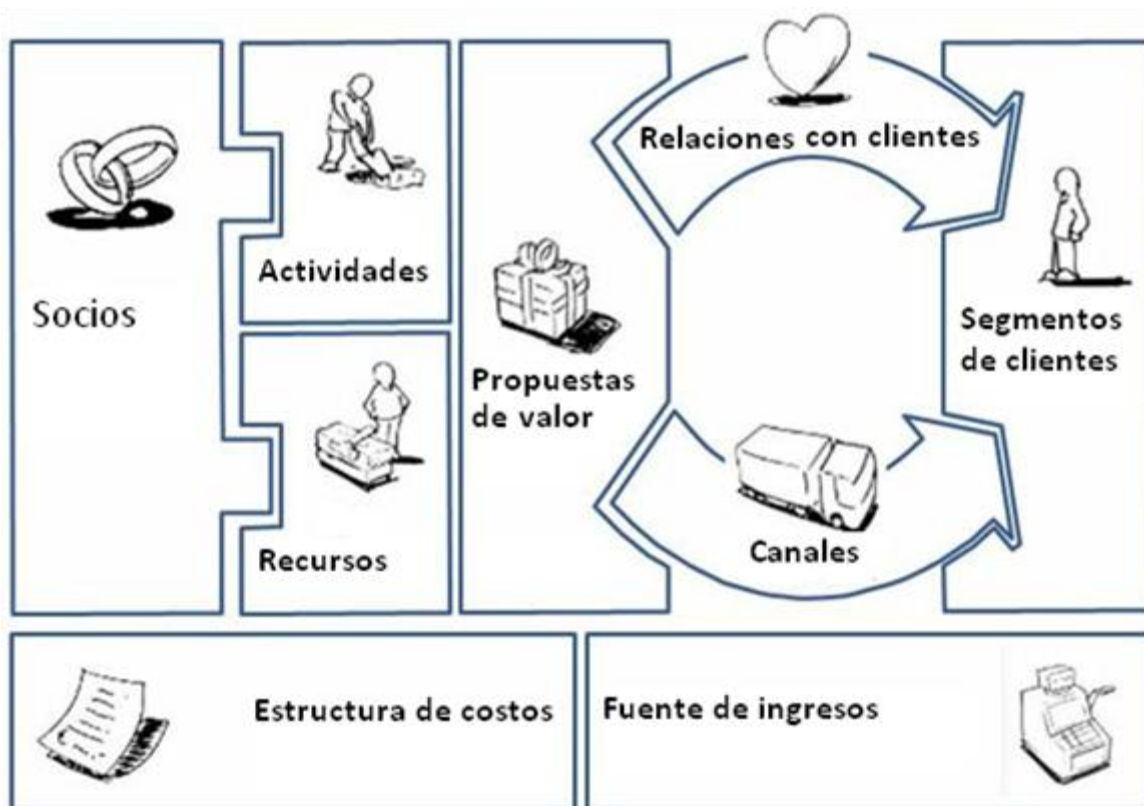 Socios
Actividades
Recursos
Propuestas
de valor
Relaciones con clientes
Canales
Segmentos
de clientes
Estructura de costos
Fuente de ingresos